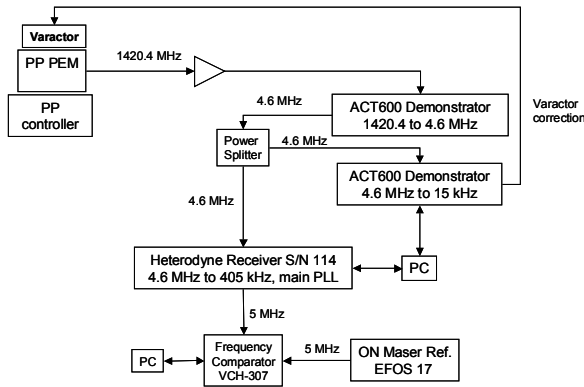 Varactor
PP PEM
PP
controller
1420.4 MHz
4.6 MHz
ACT600 Demonstrator
1420.4 to 4.6 MHz
Varactor
correction
Power
Splitter
4.6 MHz
ACT600 Demonstrator
4.6 MHz to 15 kHz
4.6 MHz
Heterodyne Receiver S/N 114
4.6 MHz to 405 kHz, main PLL
PC
5 MHz
PC
Frequency
Comparator
VCH-307
5 MHz
ON Maser Ref.
EFOS 17